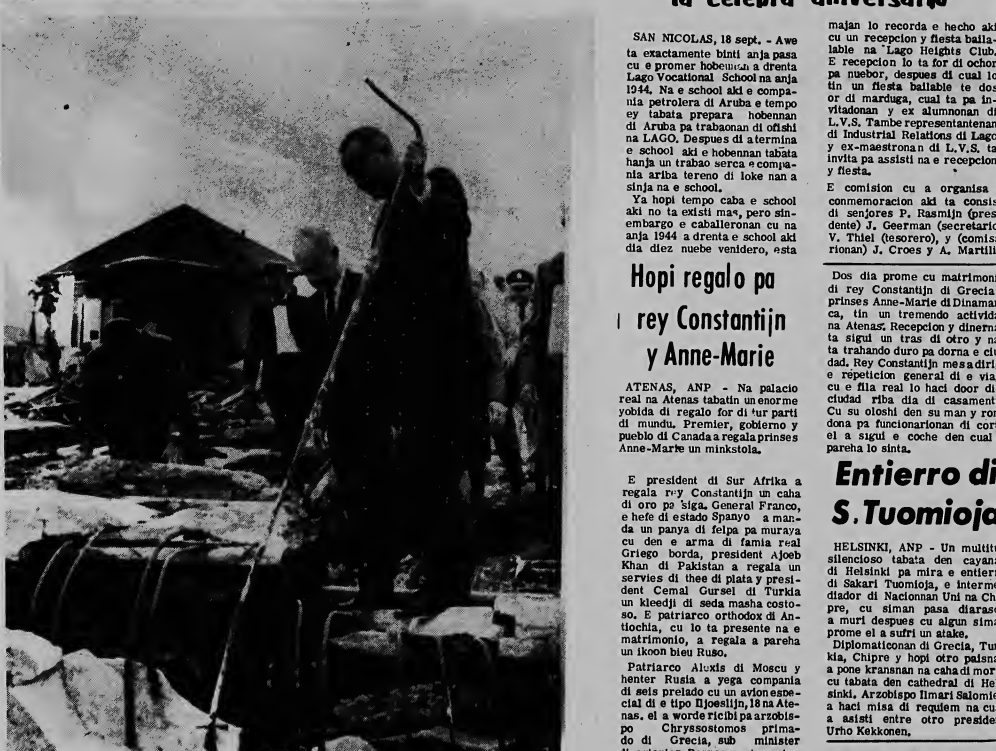 la celebra aniversario
SAN NICOLAS, 18 sept. - Awe
ta exactamente binti anja pasa
cu e promer a drenta
Lago Vocational School na anja
1944. Na e school aki e compa-
nia petrolera di Aruba e tempo
ey tabata prepara hobennan
di Aruba pa trabaonan di ofishi
na LAGO. Despues di a termina
e school aki e hobennan tabata
hanja un trabao serca e compa-
nia ariba tereno di loke nan a
sinja na e school.
Ya hopi tempo caba e school
aki no ta existi mas, pero sin-
embargo e caballeronan cu na
anja 1944 a drenta e school aki
dia diez nuebe venidero, esta
Hopi regalo pa
rey Constantijn
y Anne-Marie
ATENAS, ANP - Na palacio
real na Atenas tabatin un enorme
yobida di regalo for di tur parti
di mundu. Premier, gobierno y
pueblo di Canada a regala prinses
Anne-Marie un minkstola.
E president di Sur Afrika a
regala rey Constantijn un caha
di oro pa siga. General Franco,
e hefe di estado Spanyo a man-
da un panya di felpa pa muraya
cu den e arma di famia real
Griego borda, president Ajoeb
Khan di Pakistan a regala un
servies di thee di plata y presi-
dent Cemal Gursel di Turkia
un kleedji di seda masha costo-
so. E patriarco orthodox di An-
tiochia, cu lo ta presente na e
matrimonio, a regala a pareha
un ikoon bieu Ruso.
Patriarco Alexis di Moscu y
henter Rusia a yega compania
di seis prelado cu un avion espe-
cial di e tipo Iljoeslijn, 18 na Ate-
nas. el a worde ricibi pa arzobis-
po Chryssostomos prima-
do di Grecia, sub minister
majan lo recorda e hecho aki
cu un recepcion y fiesta baila-
lable na Lago Heights Club.
E recepcion lo ta for di ochor
pa nuebor, despues di cual lo
tin un fiesta bailable te dos
or di marduga, cual ta pa in-
vitadonan y ex alumnonan di
L.V.S. Tambe representantenan
di Industrial Relations di Lago
y ex-maestronan di L.V.S. ta
invita pa assisti na e recepcion
y fiesta.
E comision cu a organisa
conmemoracion aki ta consis
di senjores P. Rasmijn (pres
dente) J. Geerman (secretario
V. Thiel (tesorero), y (comis
rionan) J. Croes y A. Martili
Dos dia prome cu matrimoni
di rey Constantijn di Grecia
prinses Anne-Marie di Dinamar
ca, tin un tremendo activida
na Atenas. Recepcion y dinerna
ta sigui un tras di otro y na
ta trahando duro pa dorna e ciu
dad. Rey Constantijn mes a diri
e repeticion general di e via
cu e fila real lo haci door di
ciudad riba dia di casament
Cu su oloshi den su man y ron
dona pa funcionarionan di cort
el a sigui e coche den cual
pareha lo sinta.
Entierro di
S. Tuomioja
HELSINKI, ANP - Un multitu
silencioso tabata den cayana
di Helsinki pa mira e entierr
di Sakari Tuomioja, e interme
diador di Nacionnan Uni na Ch
pre, cu siman pasa diaraso
a muri despues cu algun sima
prome el a sufri un atake.
Diplomaticonan di Grecia, Tur
kia, Chipre y hopi otro paisna
a pone kransnan na caha di mor
cu tabata den cathedral di He
sinki. Arzobispo Ilmari Salomie
a haci misa di requiem na cu
a asisti entre otro preside
Urho Kekkonen.